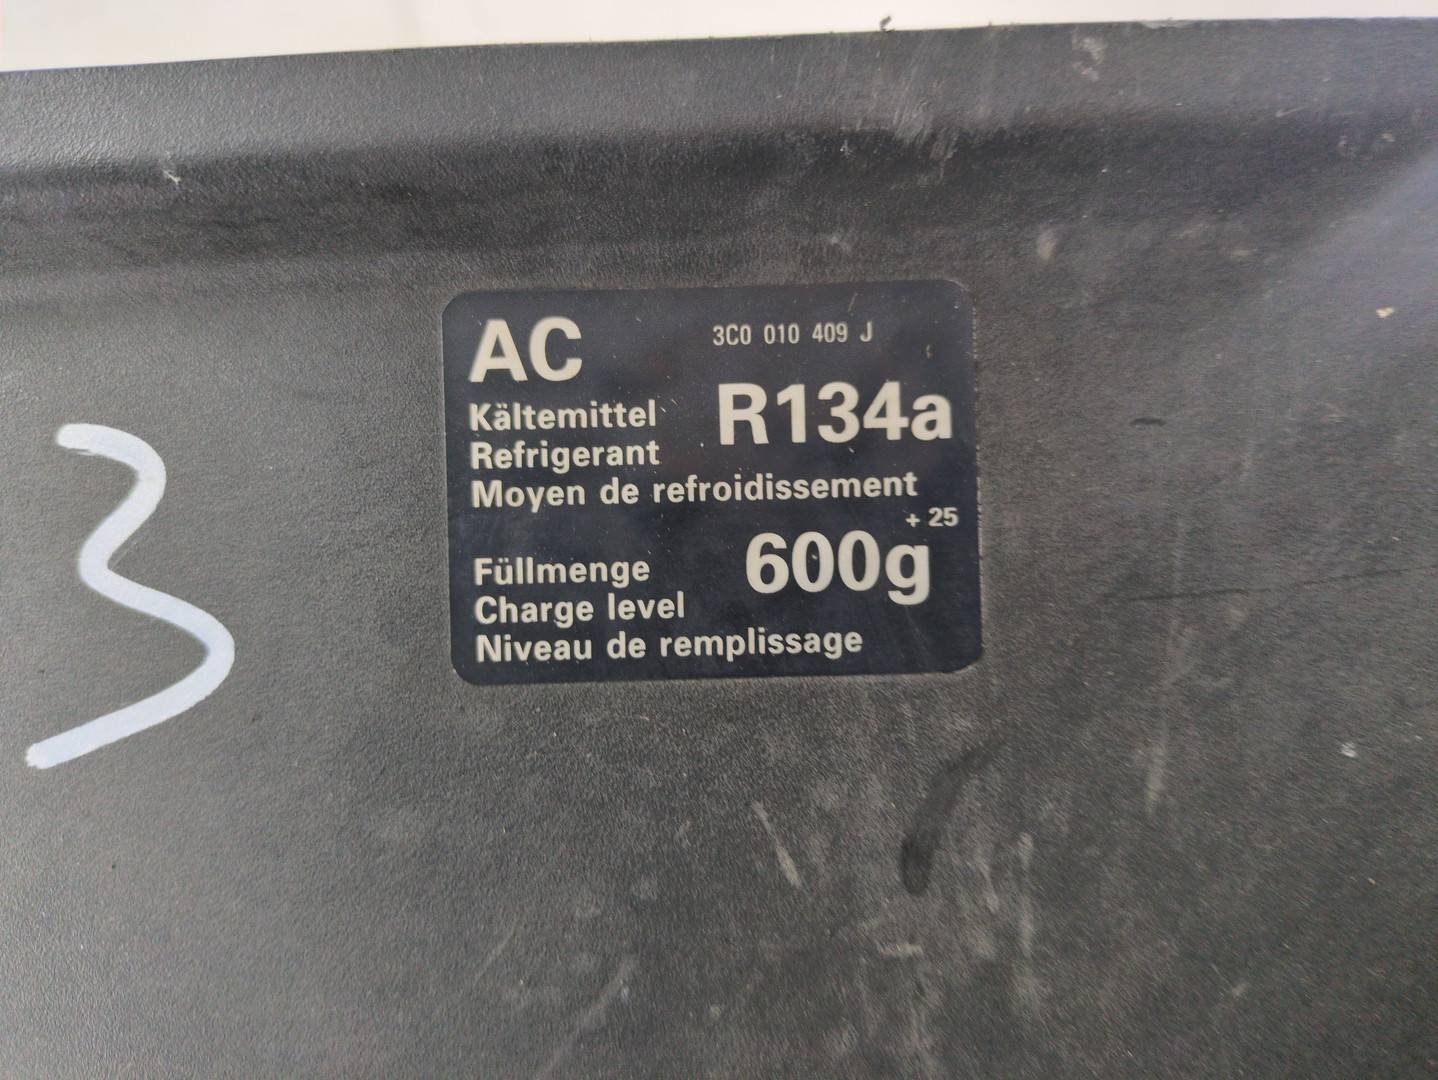 AC
3C0 010 409 J
Kältemittel
R134a
Refrigerant
Moyen de refroidissement
+ 25
Füllmenge
600g
Charge level
Niveau de remplissage
3